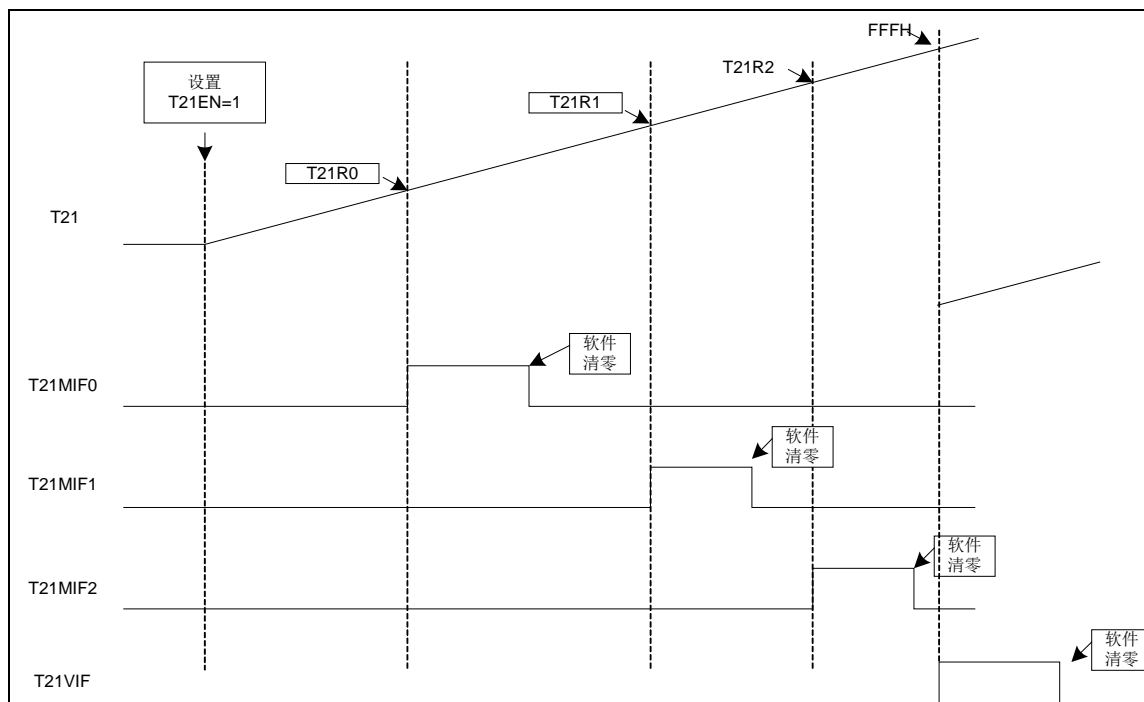 FFFH
设置
T21EN=1
T21R2
T21R1
T21R0
T21
软件
清零
T21MIF0
软件
清零
T21MIF1
软件
清零
T21MIF2
软件
清零
T21VIF